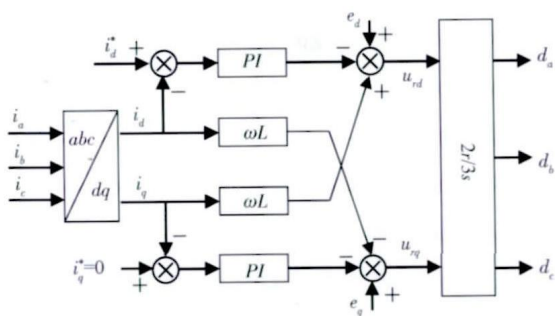 e_d
i_d^* + PI − + d_a
− + u_rd
i_a abc i_d ωL
i_b 2r/3s d_b
i_c dq i_q ωL
− − u_rq
i_q^*=0 + PI − d_c
e_q +